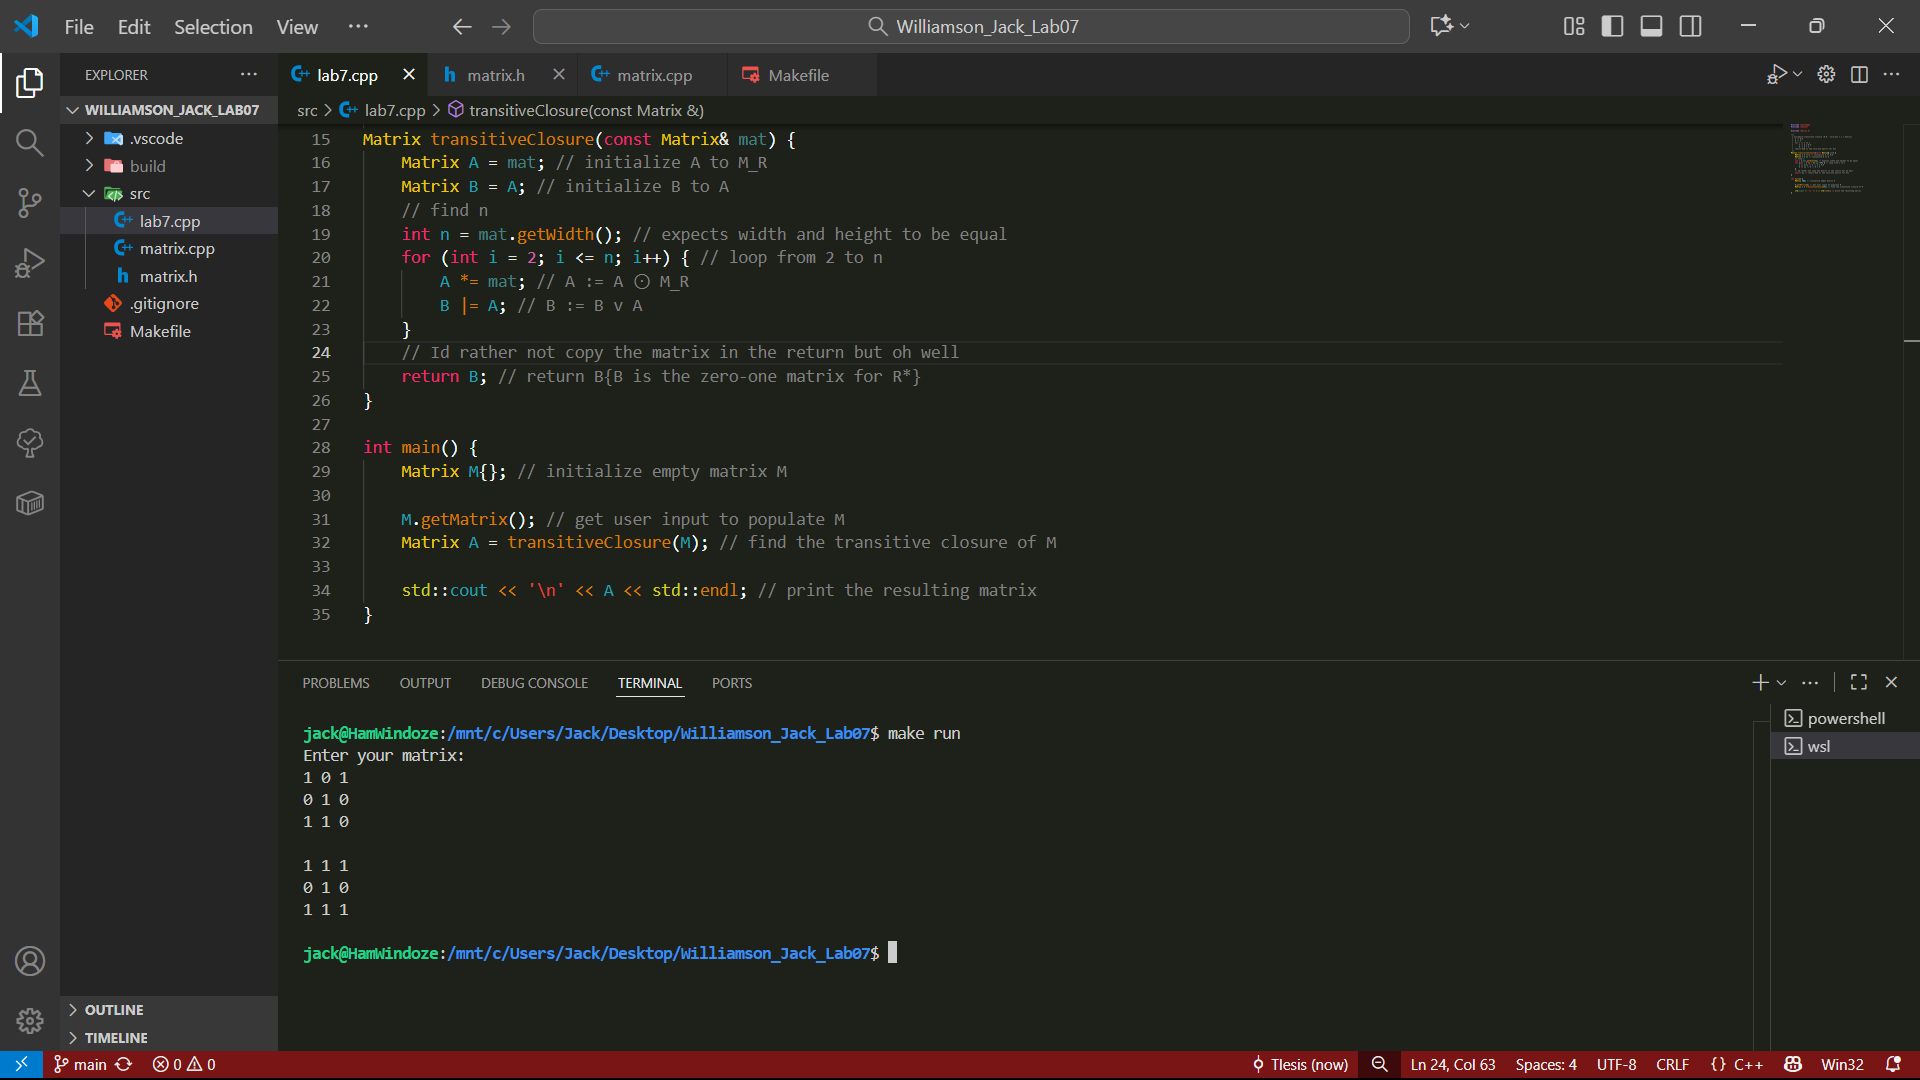 File Edit Selection View
Williamson_Jack_Lab07
EXPLORER
WILLIAMSON_JACK_LAB07
.vscode
build
src
lab7.cpp
matrix.cpp
matrix.h
.gitignore
Makefile
OUTLINE
TIMELINE
lab7.cpp matrix.h matrix.cpp Makefile
src > lab7.cpp > transitiveClosure(const Matrix &)
15 Matrix transitiveClosure(const Matrix& mat) {
16 Matrix A = mat; // initialize A to M_R
17 Matrix B = A; // initialize B to A
18 // find n
19 int n = mat.getWidth(); // expects width and height to be equal
20 for (int i = 2; i <= n; i++) { // loop from 2 to n
21 A *= mat; // A := A ⊙ M_R
22 B |= A; // B := B v A
23 }
24 // Id rather not copy the matrix in the return but oh well
25 return B; // return B{B is the zero-one matrix for R*}
26 }
27
28 int main() {
29 Matrix M{}; // initialize empty matrix M
30
31 M.getMatrix(); // get user input to populate M
32 Matrix A = transitiveClosure(M); // find the transitive closure of M
33
34 std::cout << '\n' << A << std::endl; // print the resulting matrix
35 }
PROBLEMS OUTPUT DEBUG CONSOLE TERMINAL PORTS
jack@HamWindoze:/mnt/c/Users/Jack/Desktop/Williamson_Jack_Lab07$ make run
Enter your matrix:
1 0 1
0 1 0
1 1 0
1 1 1
0 1 0
1 1 1
jack@HamWindoze:/mnt/c/Users/Jack/Desktop/Williamson_Jack_Lab07$
powershell
wsl
main 0 0 Tlesis (now) Ln 24, Col 63 Spaces: 4 UTF-8 CRLF {} C++ Win32